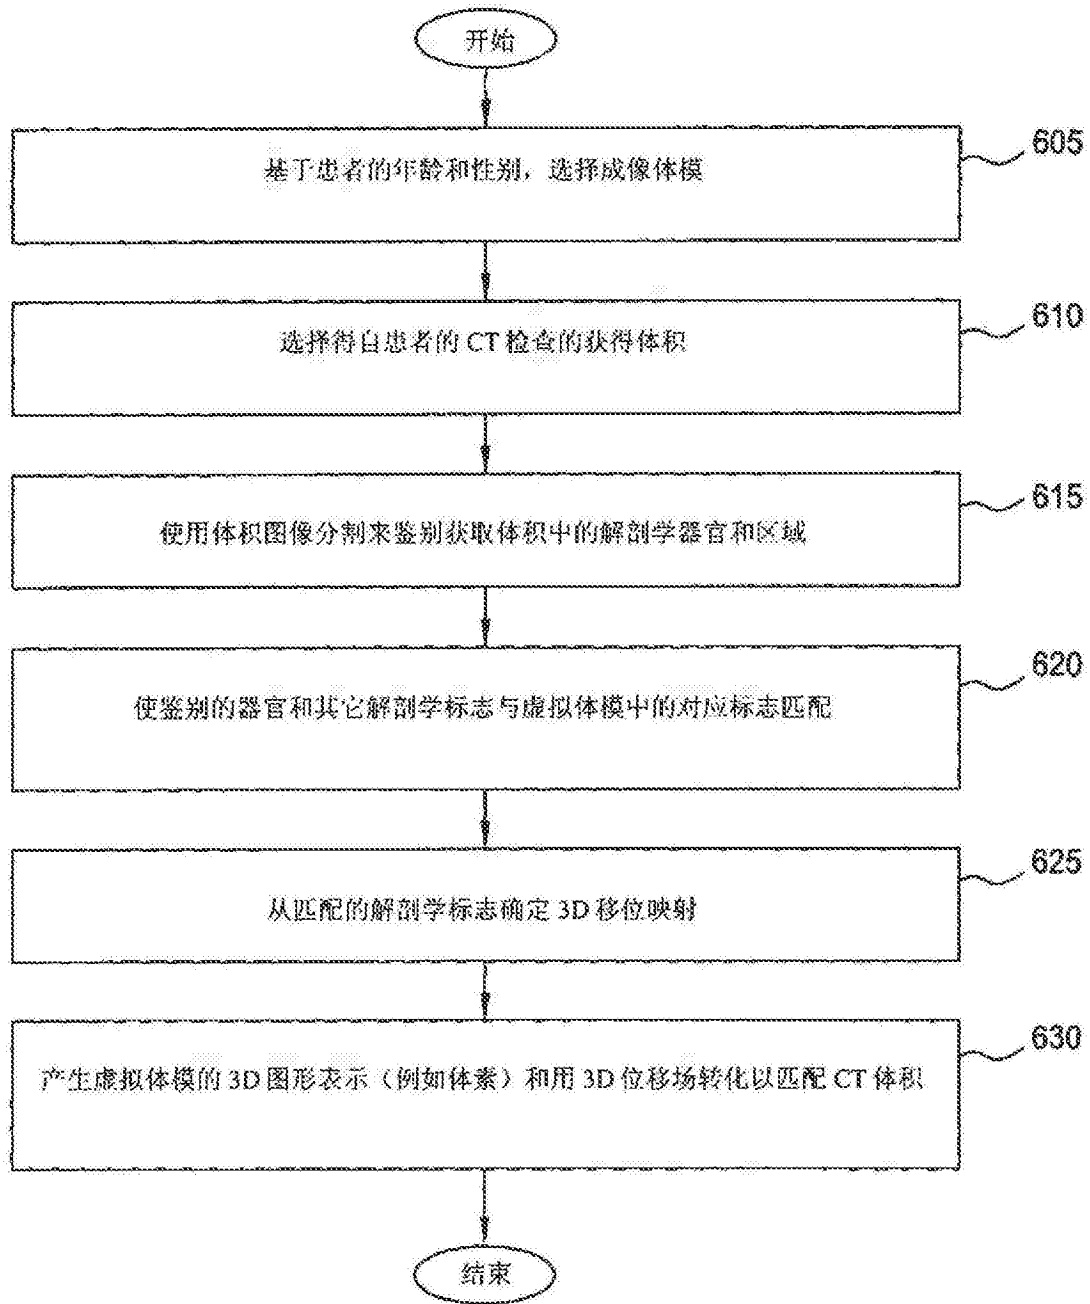 开始
605
基于患者的年龄和性别，选择成像体模
610
选择得自患者的 CT 检查的获得体积
615
使用体积图像分割来鉴别获取体积中的解剖学器官和区域
620
使鉴别的器官和其它解剖学标志与虚拟体模中的对应标志匹配
625
从匹配的解剖学标志确定 3D 移位映射
630
产生虚拟体模的 3D 图形表示（例如体素）和用 3D 位移场转化以匹配 CT 体积
结束